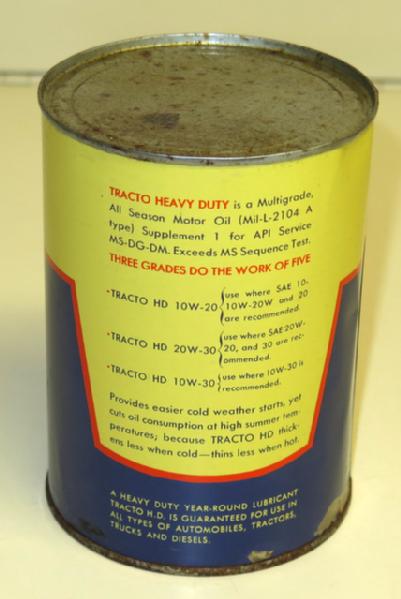 TRACTO HEAVY DUTY is a Multigrade,
All Season Motor Oil (Mil-L-2104 A
type) Supplement 1 for API Service
MS-DG-DM. Exceeds MS Sequence Test.
THREE GRADES DO THE WORK OF FIVE
•TRACTO HD 10W-20 {use where SAE 10-
10W-20W and 20
are recommended.
•TRACTO HD 20W-30 {use where SAE 20W-
20, and 30 are rec-
ommended.
•TRACTO HD 10W-30 {use where 10W-30 is
recommended.
Provides easier cold weather starts, yet
cuts oil consumption at high summer tem-
peratures; because TRACTO HD thick-
ens less when cold—thins less when hot.
A HEAVY DUTY YEAR-ROUND LUBRICANT
TRACTO H.D. IS GUARANTEED FOR USE IN
ALL TYPES OF AUTOMOBILES, TRACTORS,
TRUCKS AND DIESELS.